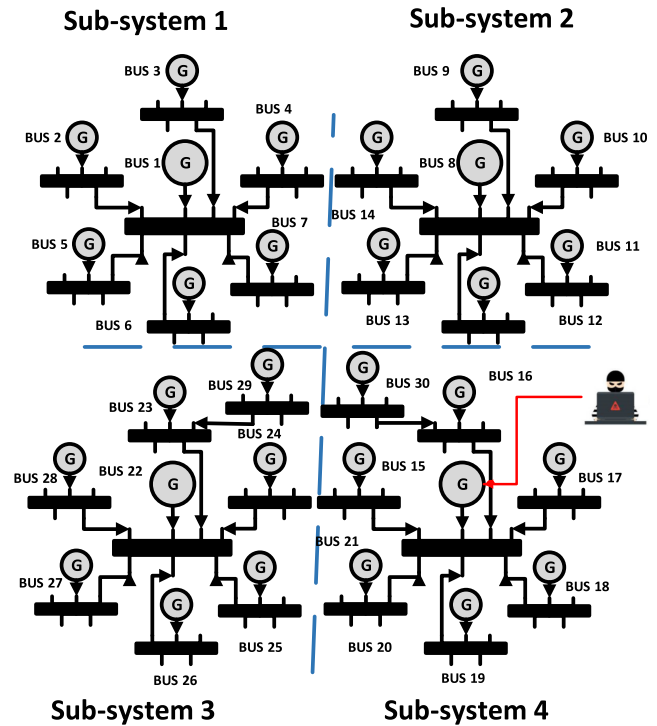 Sub-system 1
Sub-system 2
BUS 3
G
BUS 9
G
BUS 4
BUS 2
G
G
G
BUS 10
G
BUS 1
G
BUS 8
G
BUS 14
BUS 7
BUS 5
G
G
G
G
BUS 11
G
G
BUS 6
BUS 13
BUS 12
BUS 29
G
BUS 30
G
BUS 16
BUS 23
G
G
BUS 24
BUS 28
G
BUS 22
G
G
G
BUS 15
G
G
BUS 17
BUS 21
BUS 27
G
G
G
G
BUS 18
G
G
BUS 25
BUS 20
BUS 26
BUS 19
Sub-system 3
Sub-system 4